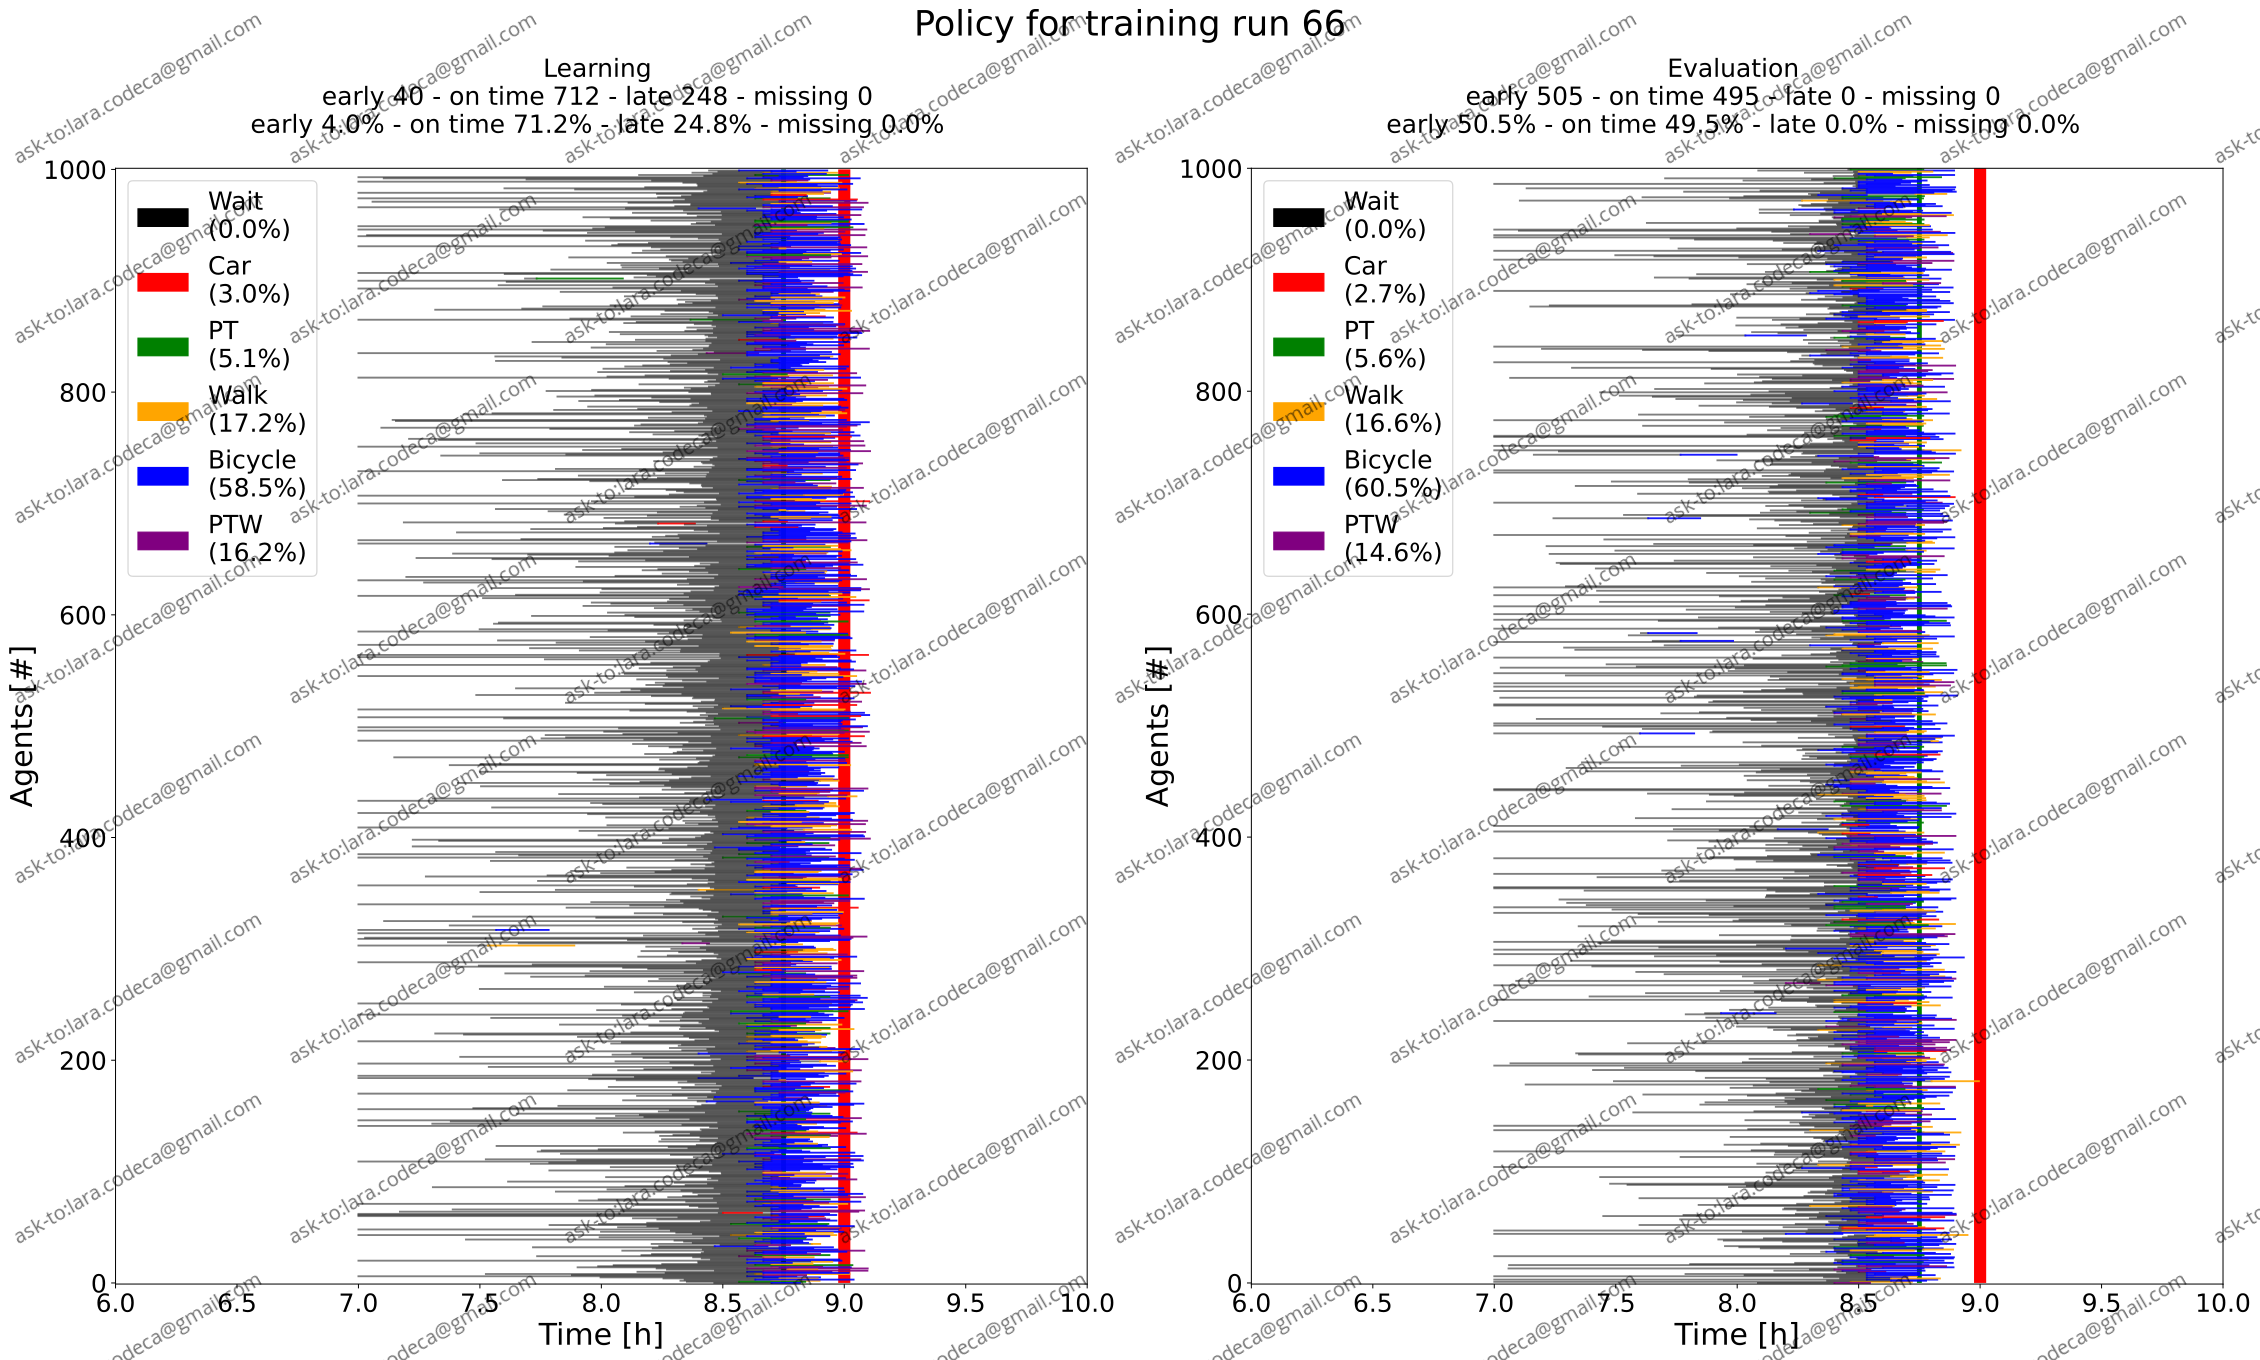 Policy for training run 66
Learning
early 40 - on time 712 - late 248 - missing 0
early 4.0% - on time 71.2% - late 24.8% - missing 0.0%
1000
800
600
400
200
0
Agents [#]
Wait
(0.0%)
Car
(3.0%)
PT
(5.1%)
Walk
(17.2%)
Bicycle
(58.5%)
PTW
(16.2%)
6.0 6.5 7.0 7.5 8.0 8.5 9.0 9.5 10.0
Time [h]
Evaluation
early 505 - on time 495 - late 0 - missing 0
early 50.5% - on time 49.5% - late 0.0% - missing 0.0%
1000
800
600
400
200
0
Agents [#]
Wait
(0.0%)
Car
(2.7%)
PT
(5.6%)
Walk
(16.6%)
Bicycle
(60.5%)
PTW
(14.6%)
6.0 6.5 7.0 7.5 8.0 8.5 9.0 9.5 10.0
Time [h]
ask-to:lara.codeca@gmail.com